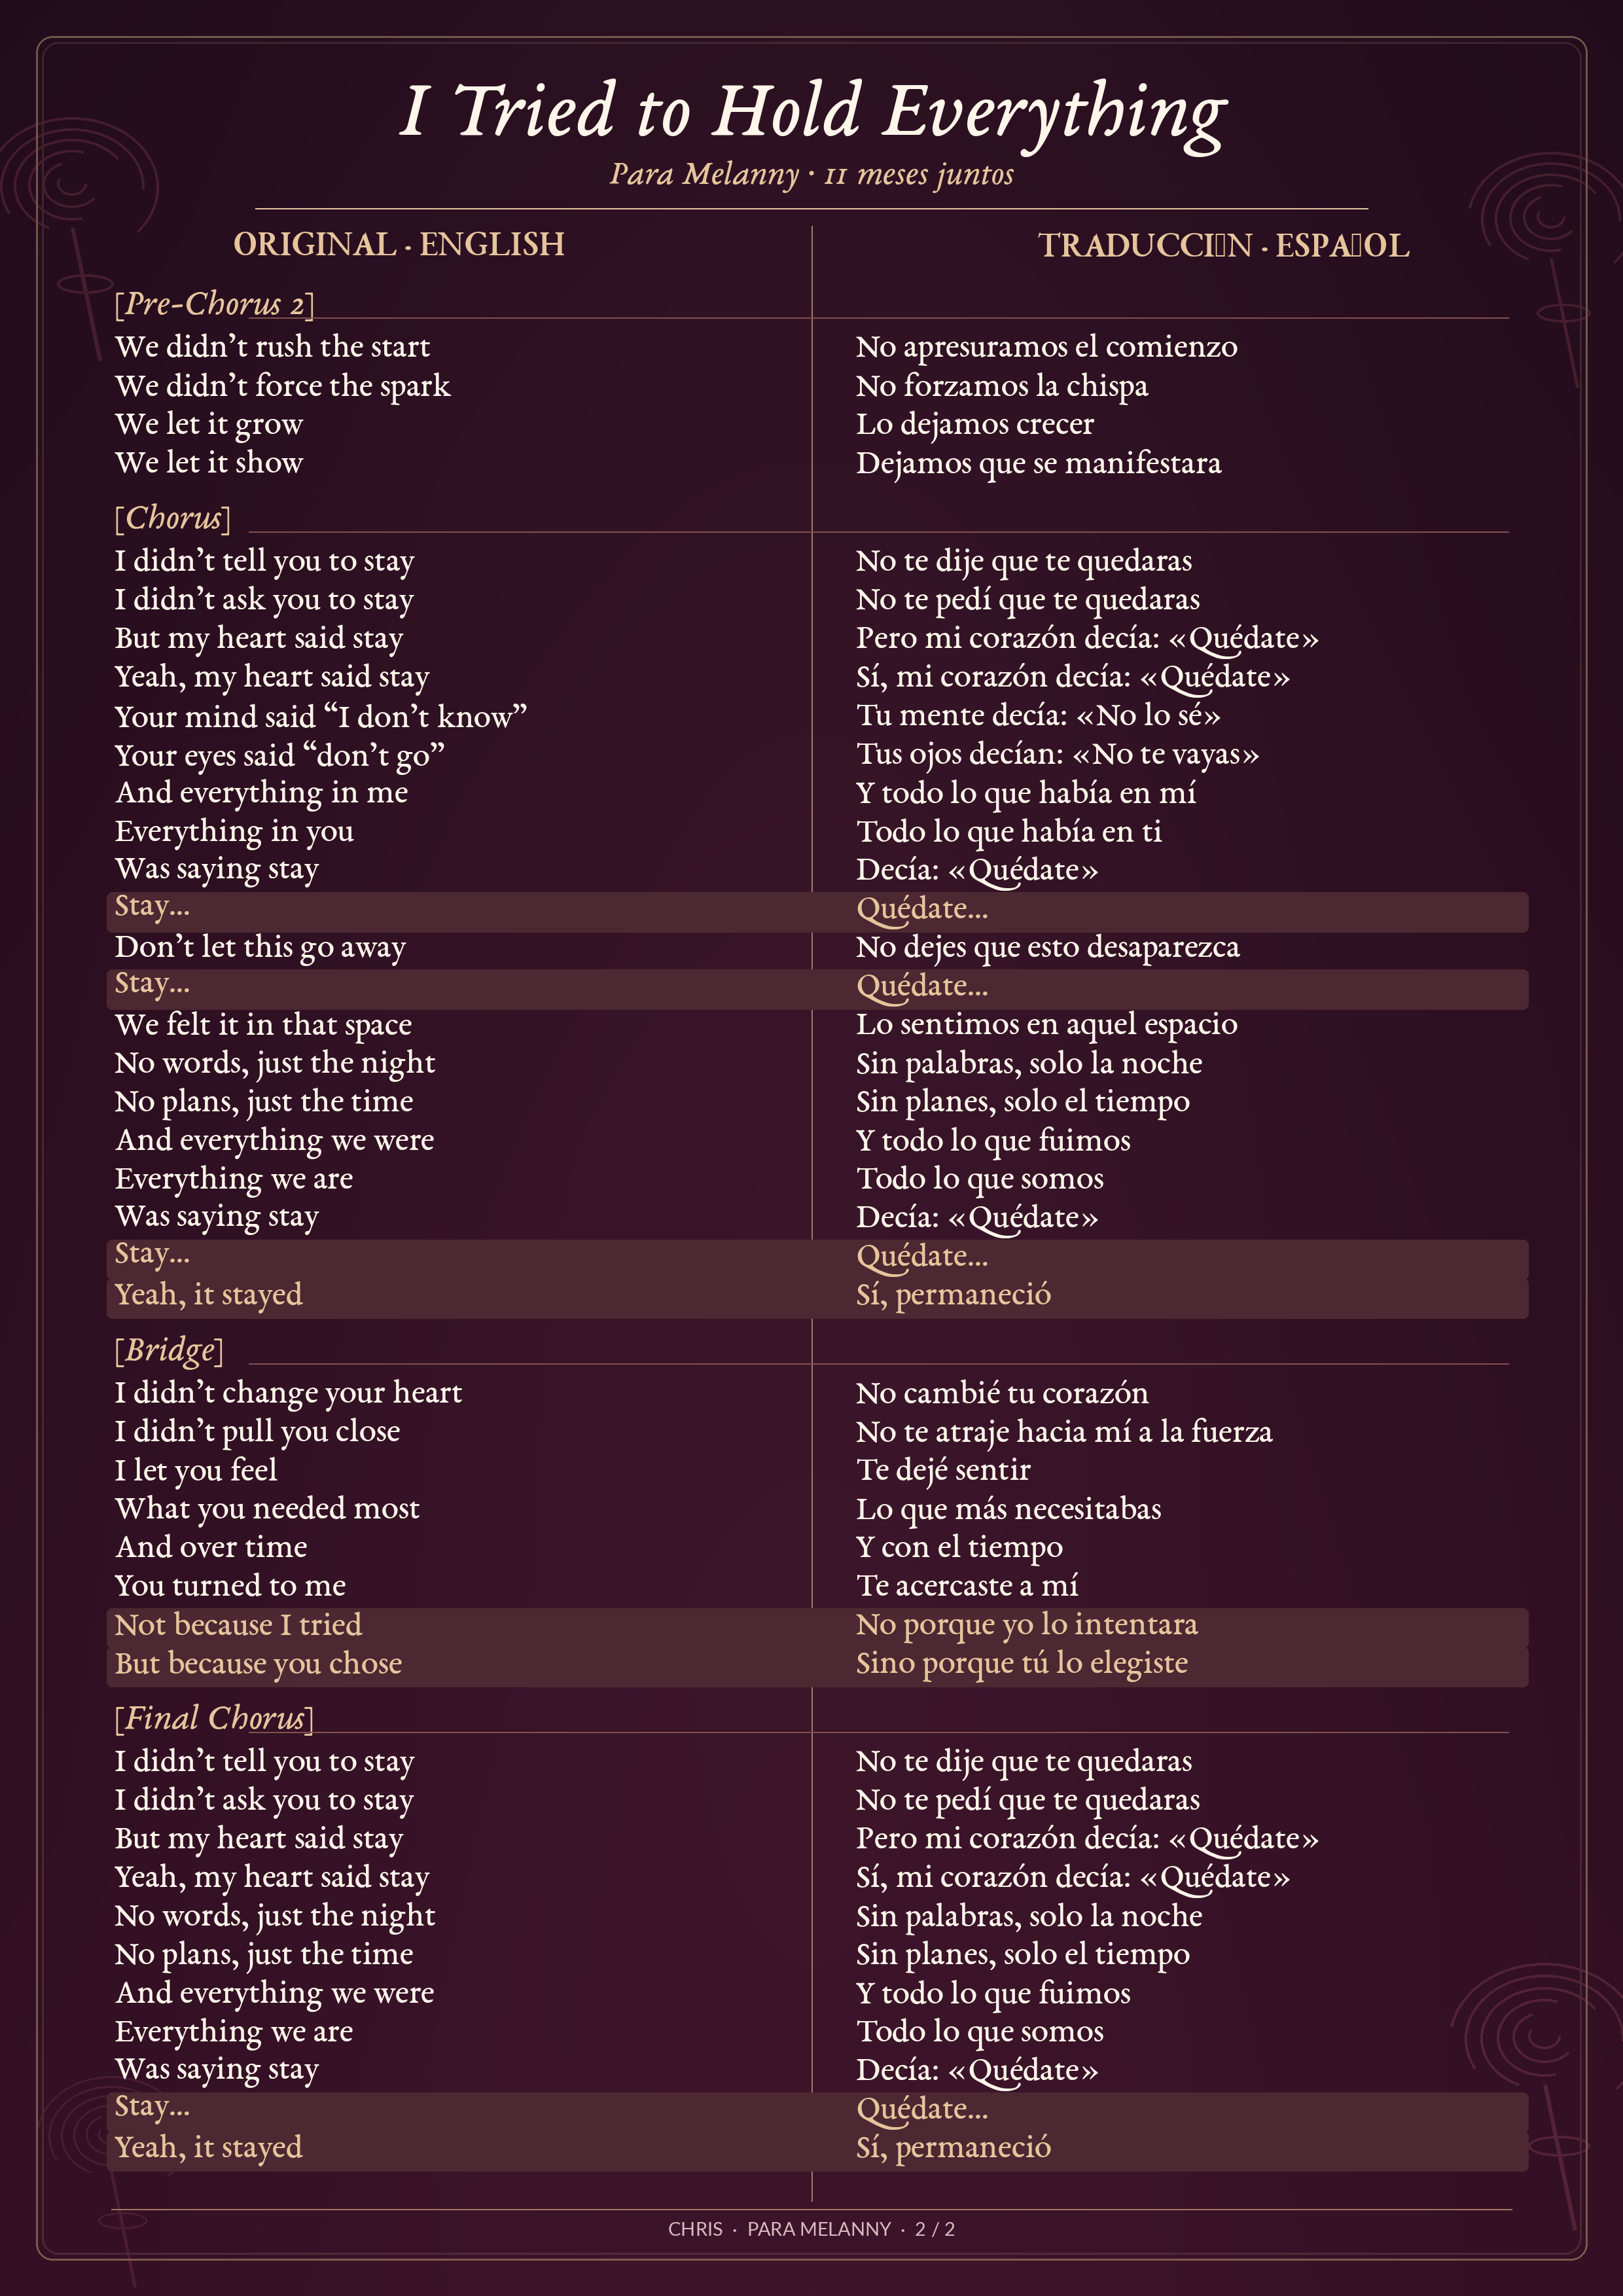 I Tried to Hold Everything
Para Melanny · 11 meses juntos
ORIGINAL · ENGLISH
TRADUCCI▯N · ESPA▯OL
[Pre-Chorus 2]
We didn’t rush the start
No apresuramos el comienzo
We didn’t force the spark
No forzamos la chispa
We let it grow
Lo dejamos crecer
We let it show
Dejamos que se manifestara
[Chorus]
I didn’t tell you to stay
No te dije que te quedaras
I didn’t ask you to stay
No te pedí que te quedaras
But my heart said stay
Pero mi corazón decía: «Quédate»
Yeah, my heart said stay
Sí, mi corazón decía: «Quédate»
Your mind said “I don’t know”
Tu mente decía: «No lo sé»
Your eyes said “don’t go”
Tus ojos decían: «No te vayas»
And everything in me
Y todo lo que había en mí
Everything in you
Todo lo que había en ti
Was saying stay
Decía: «Quédate»
Stay...
Quédate...
Don’t let this go away
No dejes que esto desaparezca
Stay...
Quédate...
We felt it in that space
Lo sentimos en aquel espacio
No words, just the night
Sin palabras, solo la noche
No plans, just the time
Sin planes, solo el tiempo
And everything we were
Y todo lo que fuimos
Everything we are
Todo lo que somos
Was saying stay
Decía: «Quédate»
Stay...
Quédate...
Yeah, it stayed
Sí, permaneció
[Bridge]
I didn’t change your heart
No cambié tu corazón
I didn’t pull you close
No te atraje hacia mí a la fuerza
I let you feel
Te dejé sentir
What you needed most
Lo que más necesitabas
And over time
Y con el tiempo
You turned to me
Te acercaste a mí
Not because I tried
No porque yo lo intentara
But because you chose
Sino porque tú lo elegiste
[Final Chorus]
I didn’t tell you to stay
No te dije que te quedaras
I didn’t ask you to stay
No te pedí que te quedaras
But my heart said stay
Pero mi corazón decía: «Quédate»
Yeah, my heart said stay
Sí, mi corazón decía: «Quédate»
No words, just the night
Sin palabras, solo la noche
No plans, just the time
Sin planes, solo el tiempo
And everything we were
Y todo lo que fuimos
Everything we are
Todo lo que somos
Was saying stay
Decía: «Quédate»
Stay...
Quédate...
Yeah, it stayed
Sí, permaneció
CHRIS · PARA MELANNY · 2 / 2